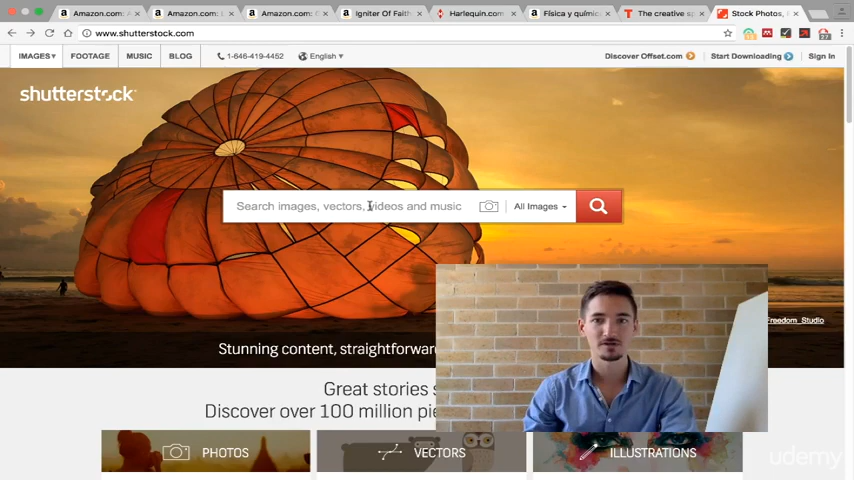 Amazon.com: A
Amazon.com: L
Amazon.com: C
Igniter Of Faith
Harlequin.com
Física y químic
The creative sp
Stock Photos, I
www.shutterstock.com
IMAGES FOOTAGE MUSIC BLOG 1-646-419-4452 English Discover Offset.com Start Downloading Sign In
shutterstock
Search images, vectors, videos and music All Images
Freedom_Studio
Stunning content, straightforward
Great stories s
Discover over 100 million pie
PHOTOS VECTORS ILLUSTRATIONS
udemy